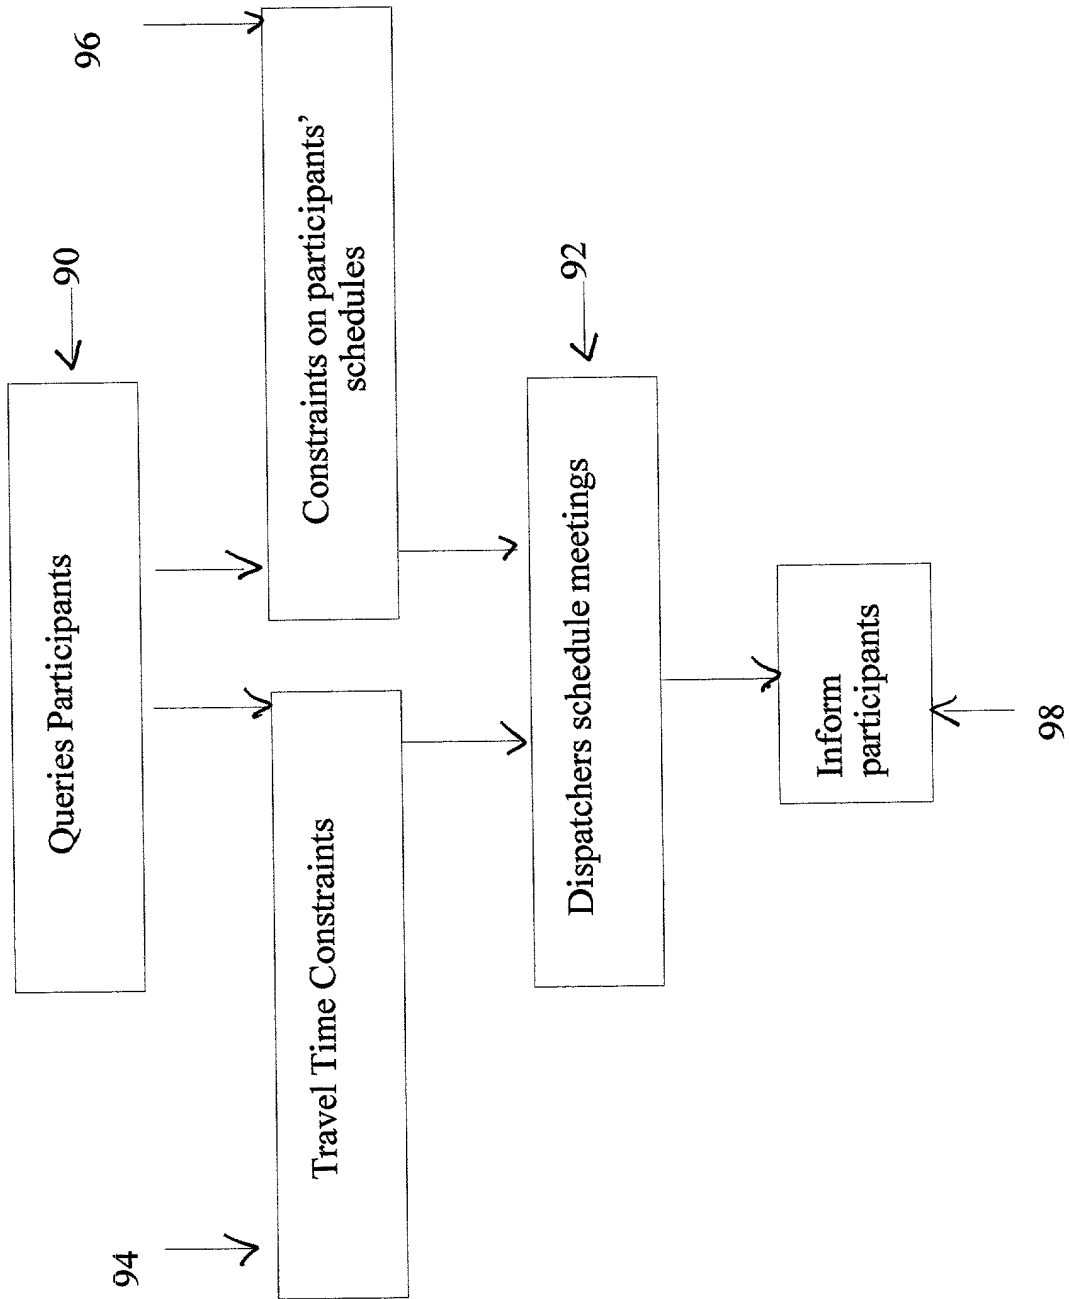 Queries Participants
90
94
96
Travel Time Constraints
Constraints on participants'
schedules
Dispatchers schedule meetings
92
Inform
participants
98